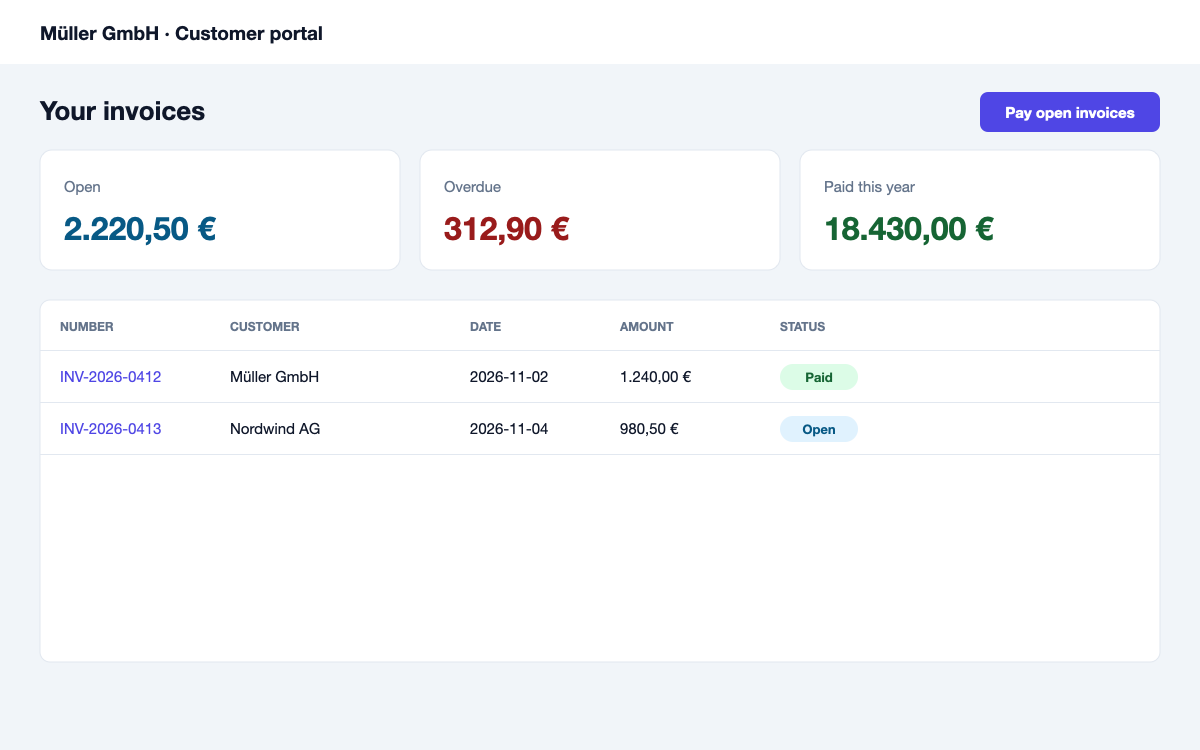 Müller GmbH · Customer portal
Your invoices
Pay open invoices
Open
2.220,50 €
Overdue
312,90 €
Paid this year
18.430,00 €
NUMBER CUSTOMER DATE AMOUNT STATUS
INV-2026-0412 Müller GmbH 2026-11-02 1.240,00 € Paid
INV-2026-0413 Nordwind AG 2026-11-04 980,50 € Open